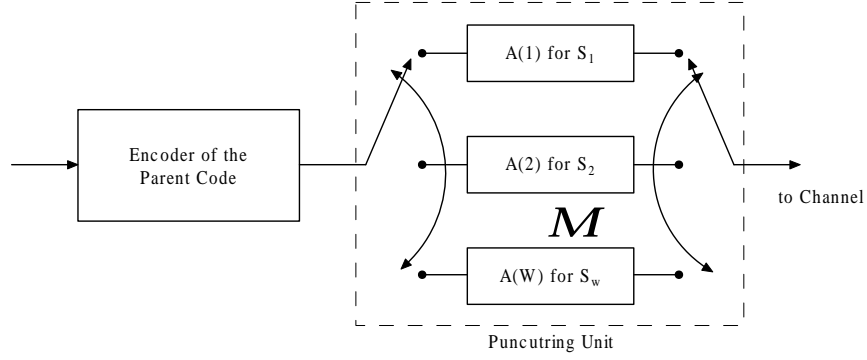 A(1) for S1
Encoder of the
Parent Code
A(2) for S2
to Channel
M
A(W) for Sw
Puncutring Unit